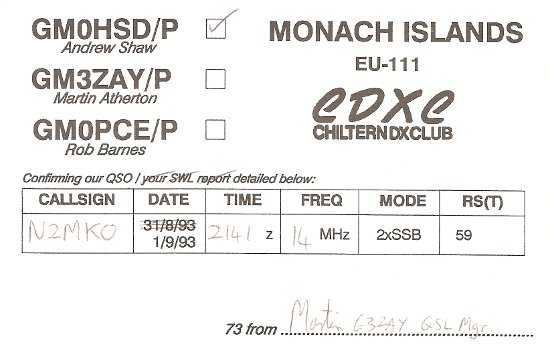 GM0HSD/P
Andrew Shaw
GM3ZAY/P
Martin Atherton
GM0PCE/P
Rob Barnes
MONACH ISLANDS
EU-111
CDXC
CHILTERN DX CLUB
Confirming our QSO / your SWL report detailed below:
CALLSIGN DATE TIME FREQ MODE RS(T)
N2MKO 31/8/93 1/9/93 2141 z 14 MHz 2xSSB 59
73 from Martin G3ZAY QSL Mgr.